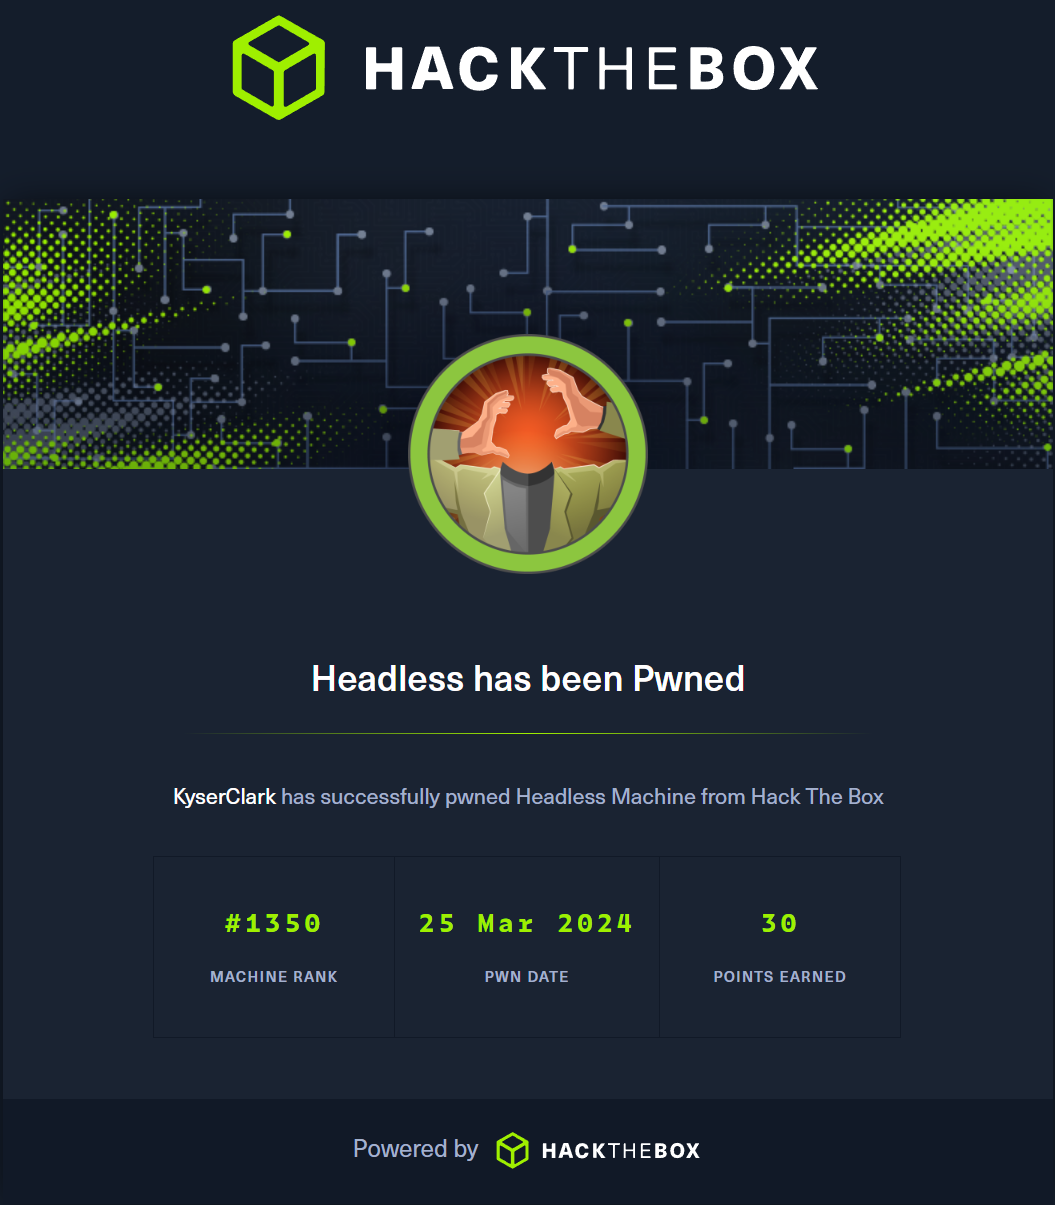 HACKTHEBOX
Headless has been Pwned
KyserClark has successfully pwned Headless Machine from Hack The Box
#1350 25 Mar 2024 30
MACHINE RANK PWN DATE POINTS EARNED
Powered by HACKTHEBOX